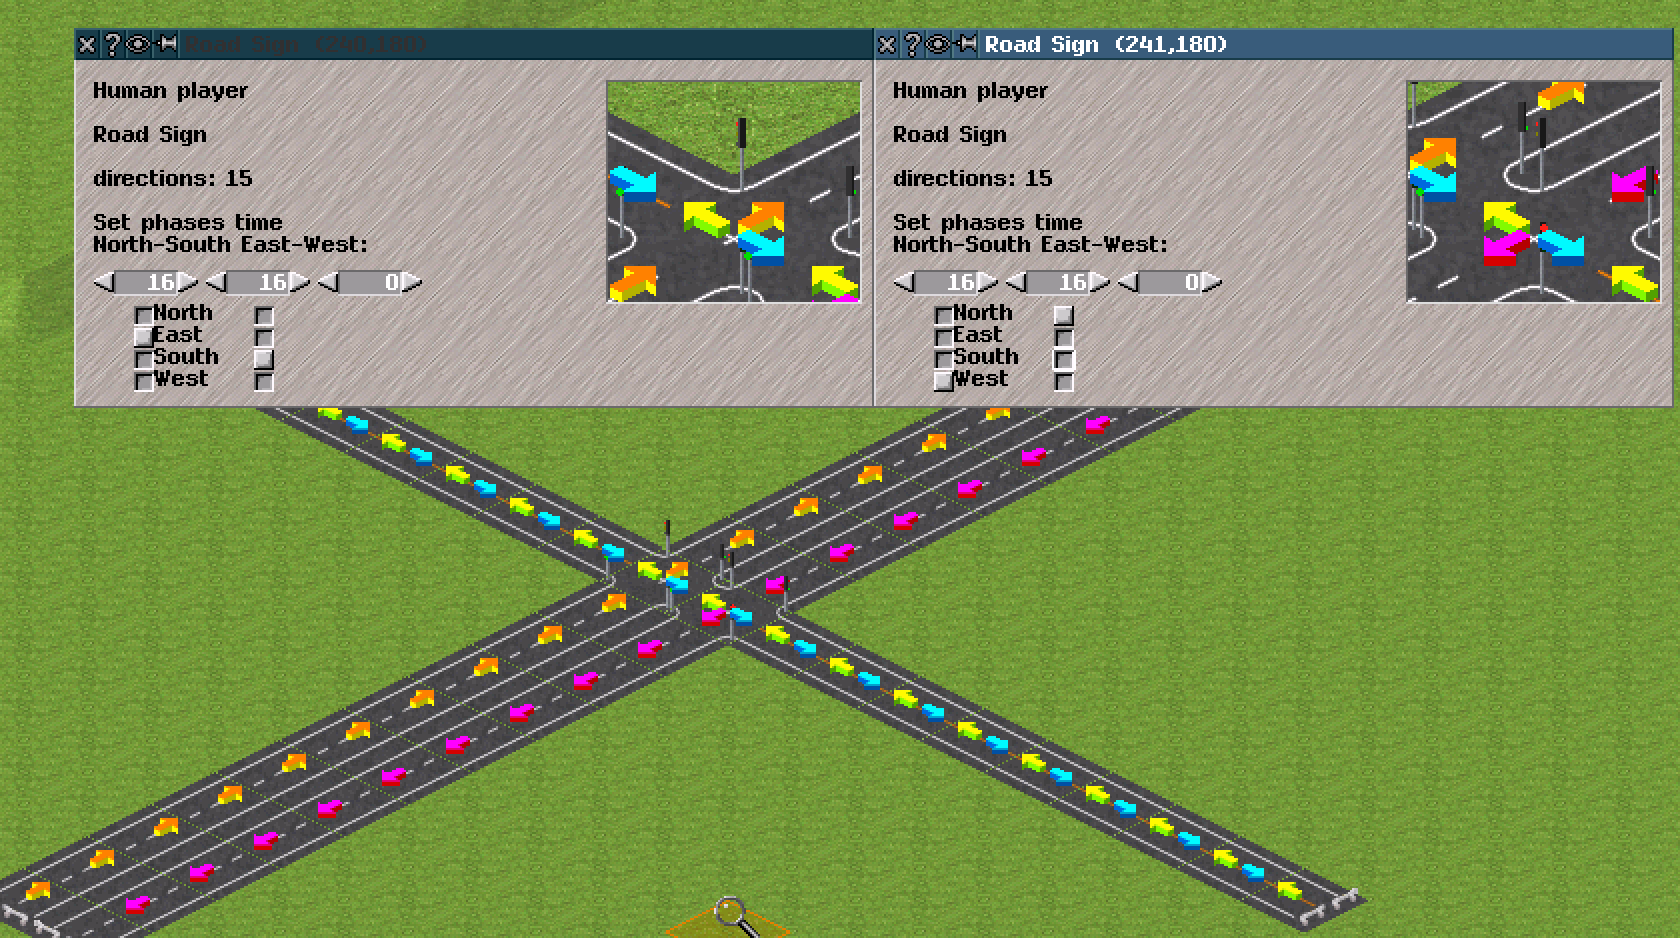 Road Sign (240,180)
Human player
Road Sign
directions: 15
Set phases time
North-South East-West:
16 16 0
North
East
South
West
Road Sign (241,180)
Human player
Road Sign
directions: 15
Set phases time
North-South East-West:
16 16 0
North
East
South
West